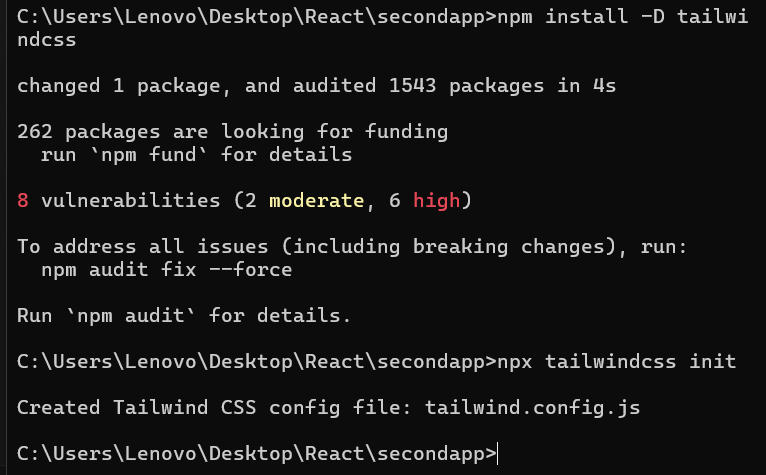 C:\Users\Lenovo\Desktop\React\secondapp>npm install -D tailwi
ndcss
changed 1 package, and audited 1543 packages in 4s
262 packages are looking for funding
  run `npm fund` for details
8 vulnerabilities (2 moderate, 6 high)
To address all issues (including breaking changes), run:
  npm audit fix --force
Run `npm audit` for details.
C:\Users\Lenovo\Desktop\React\secondapp>npx tailwindcss init
Created Tailwind CSS config file: tailwind.config.js
C:\Users\Lenovo\Desktop\React\secondapp>